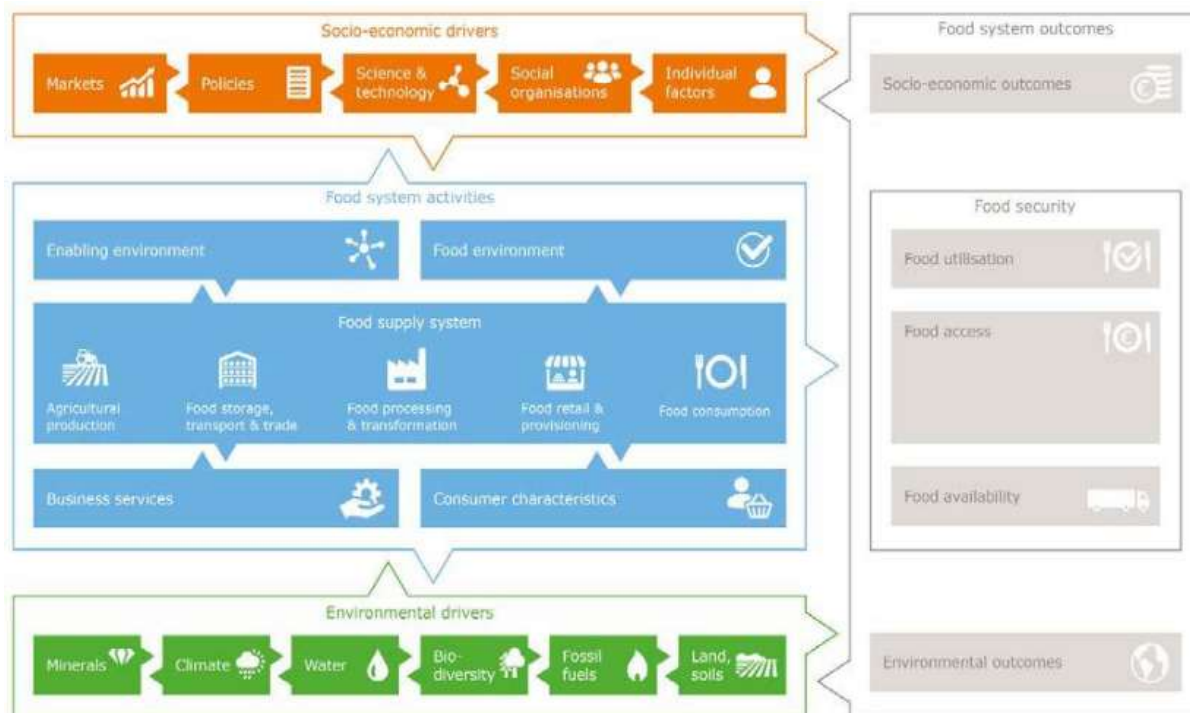 Socio-economic drivers
Markets
Policies
Science &
technology
Social
organisations
Individual
factors
Food system activities
Enabling environment
Food environment
Food supply system
Agricultural
production
Food storage,
transport & trade
Food processing
& transformation
Food retail &
provisioning
Food consumption
Business services
Consumer characteristics
Environmental drivers
Minerals
Climate
Water
Bio-
diversity
Fossil
fuels
Land,
soils
Food system outcomes
Socio-economic outcomes
€
Food security
Food utilisation
Food access
€
Food availability
Environmental outcomes